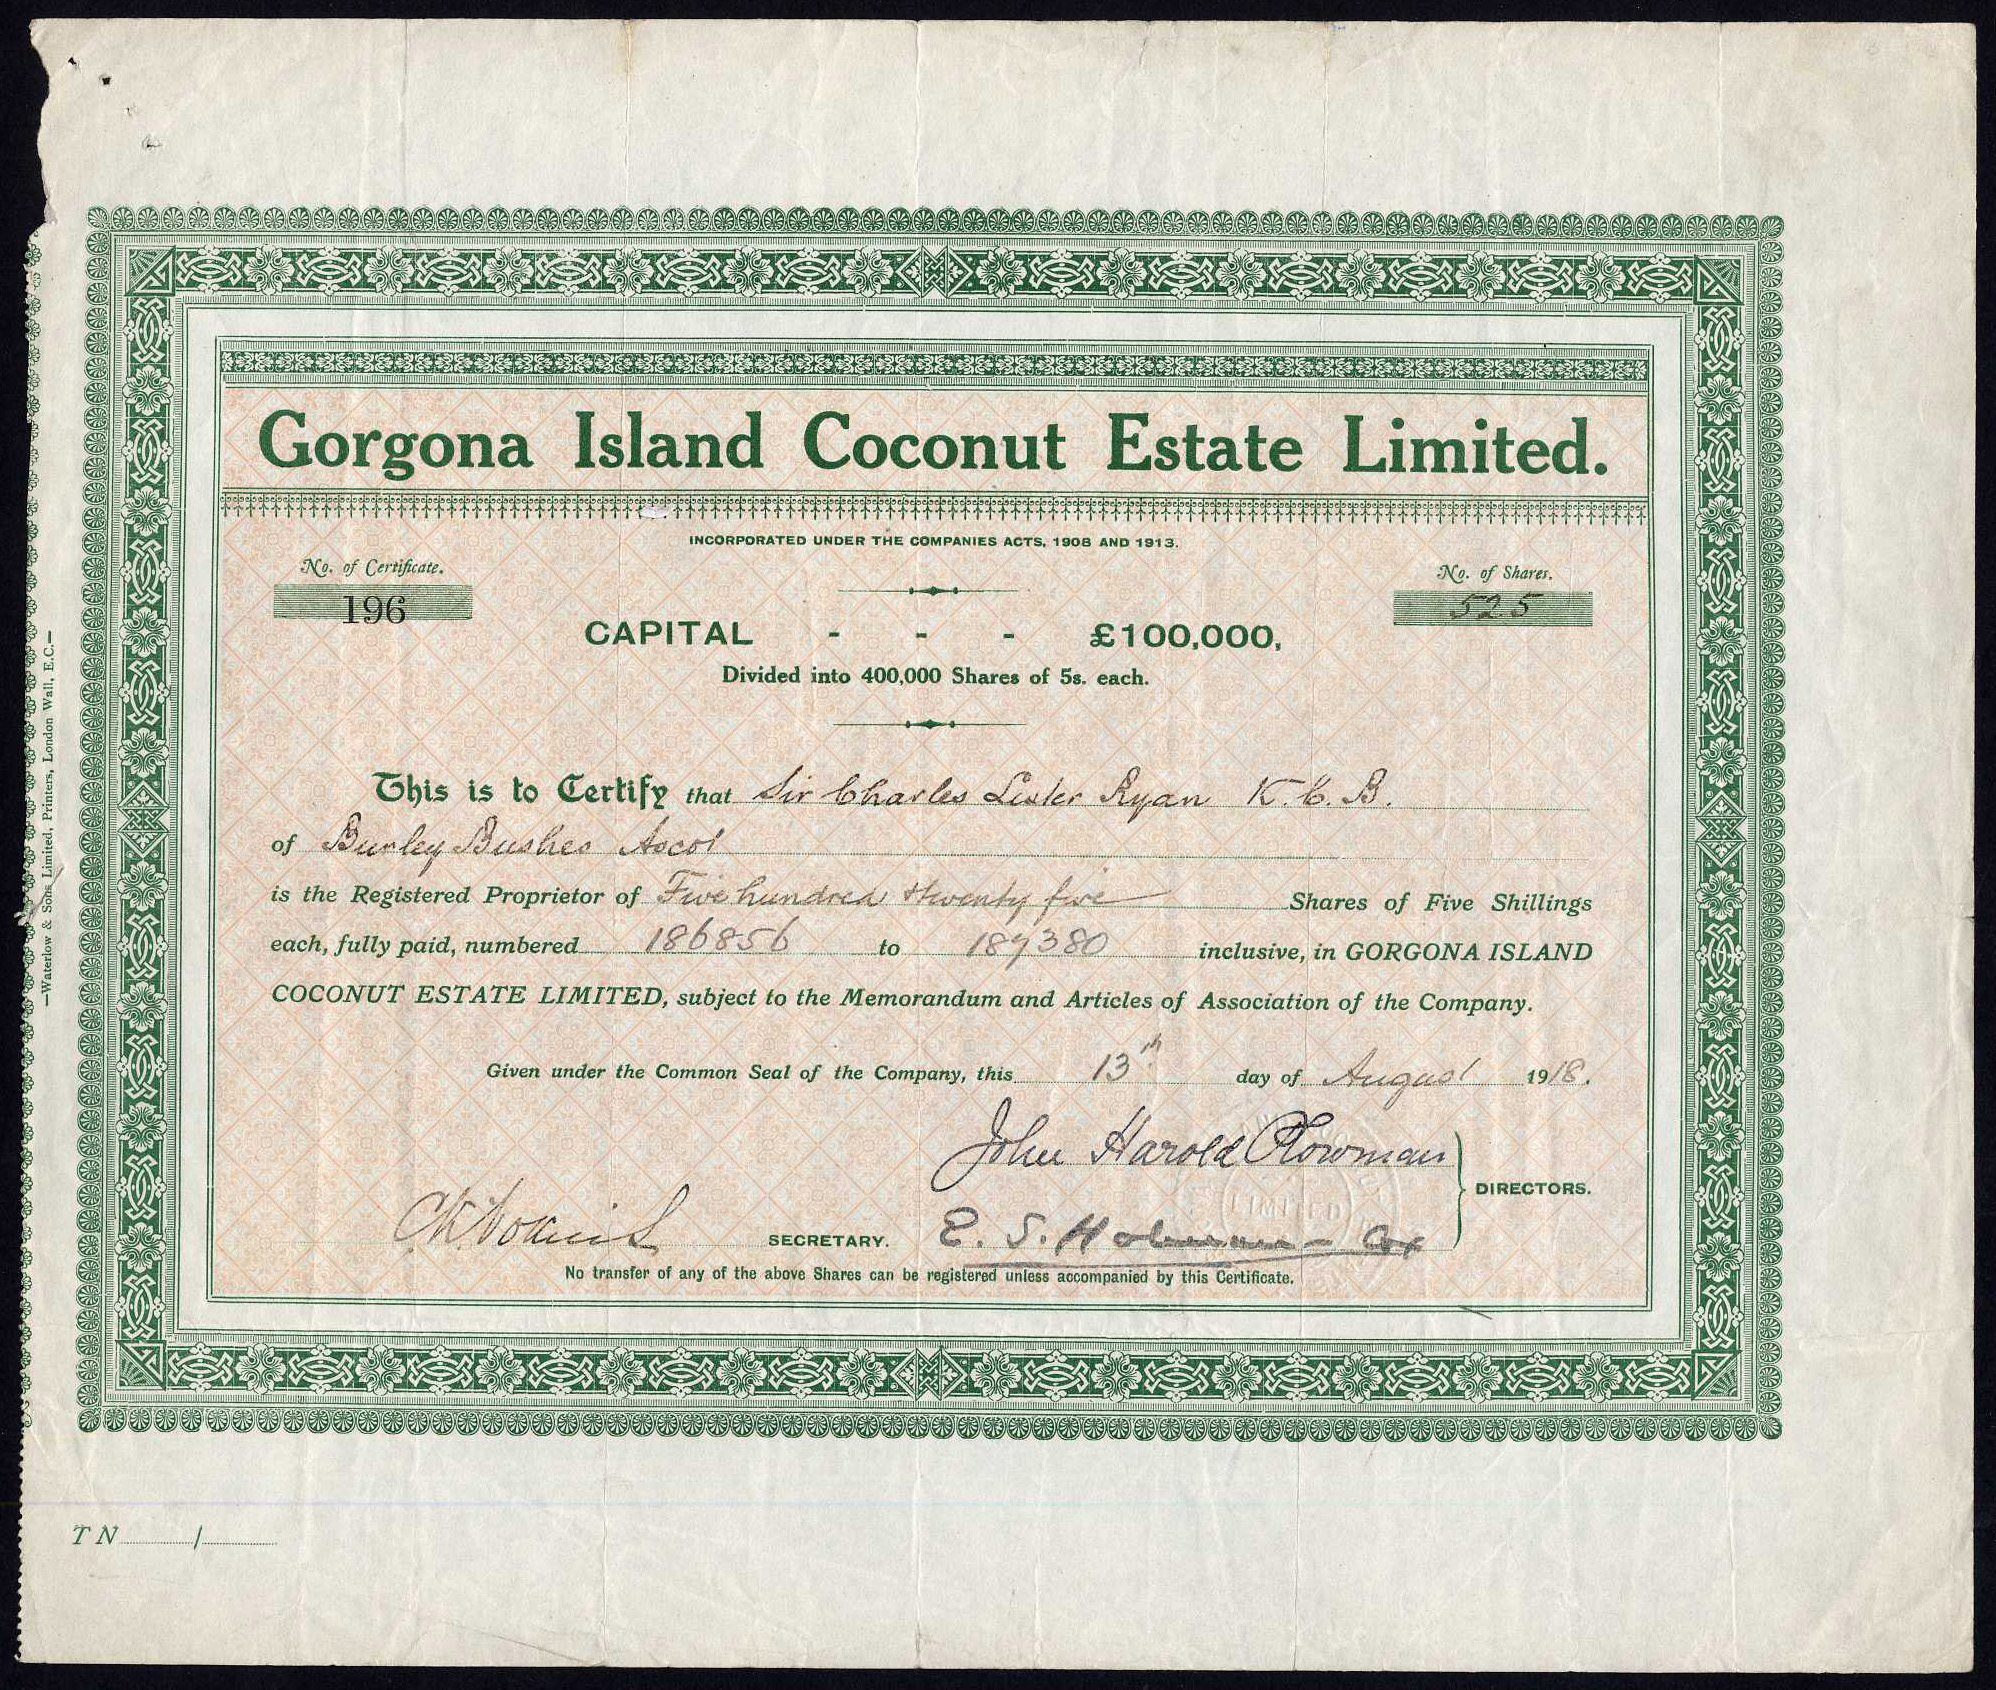 Gorgona Island Coconut Estate Limited.
INCORPORATED UNDER THE COMPANIES ACTS, 1908 AND 1913.
No. of Certificate.
196
No. of Shares.
525
CAPITAL - - - £100,000,
Divided into 400,000 Shares of 5s. each.
This is to Certify that Sir Charles Lister Ryan K.C.B.
of Burley Bushes Ascot
is the Registered Proprietor of Five hundred & twenty five Shares of Five Shillings
each, fully paid, numbered 186856 to 187380 inclusive, in GORGONA ISLAND
COCONUT ESTATE LIMITED, subject to the Memorandum and Articles of Association of the Company.
Given under the Common Seal of the Company, this 13th day of August 1918.
John Harold Plowman
DIRECTORS.
SECRETARY.
E. S. Holman-Cox
No transfer of any of the above Shares can be registered unless accompanied by this Certificate.
—Waterlow & Sons Limited, Printers, London Wall, E.C.—
LIMITED
T N /